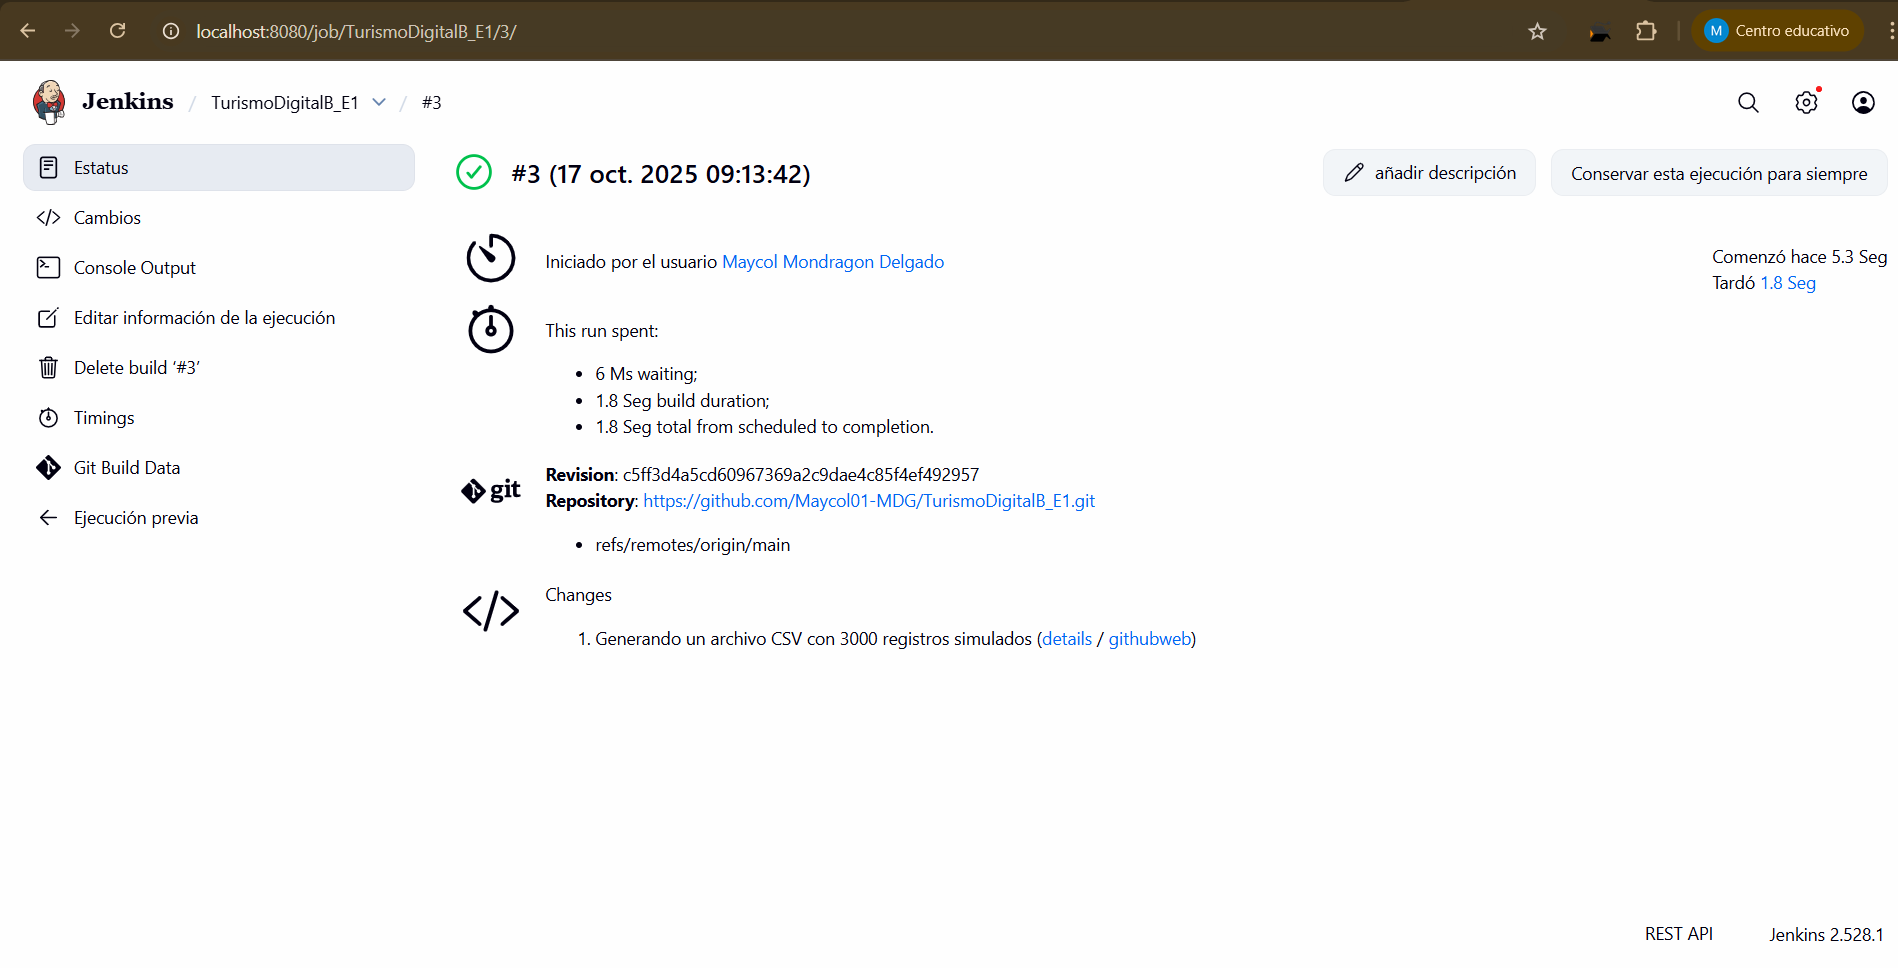 localhost:8080/job/TurismoDigitalB_E1/3/
M Centro educativo
Jenkins / TurismoDigitalB_E1 / #3
Estatus
Cambios
Console Output
Editar información de la ejecución
Delete build ‘#3’
Timings
Git Build Data
Ejecución previa
#3 (17 oct. 2025 09:13:42)
añadir descripción
Conservar esta ejecución para siempre
Iniciado por el usuario Maycol Mondragon Delgado
Comenzó hace 5.3 Seg
Tardó 1.8 Seg
This run spent:
• 6 Ms waiting;
• 1.8 Seg build duration;
• 1.8 Seg total from scheduled to completion.
git
Revision: c5ff3d4a5cd60967369a2c9dae4c85f4ef492957
Repository: https://github.com/Maycol01-MDG/TurismoDigitalB_E1.git
• refs/remotes/origin/main
Changes
1. Generando un archivo CSV con 3000 registros simulados (details / githubweb)
REST API
Jenkins 2.528.1